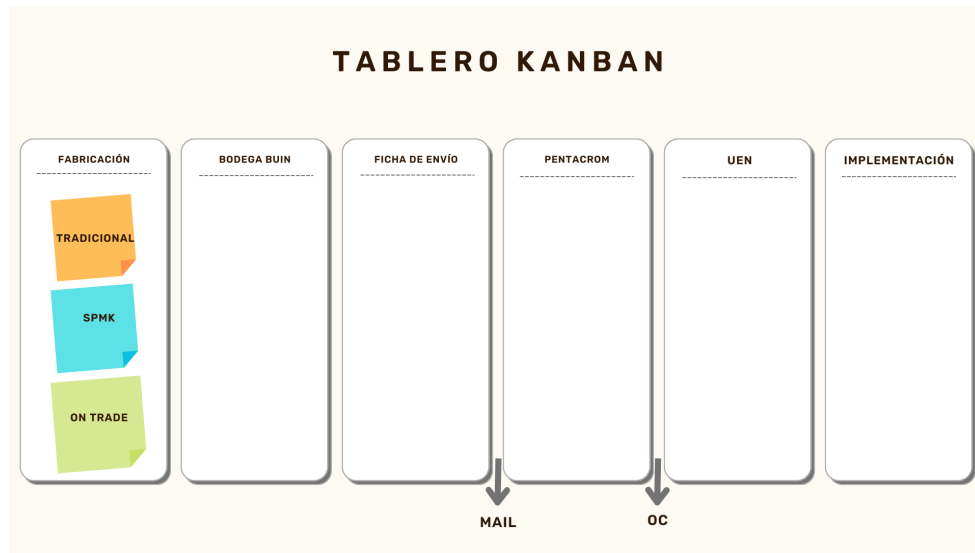 TABLERO KANBAN
FABRICACIÓN
BODEGA BUIN
FICHA DE ENVÍO
PENTACROM
UEN
IMPLEMENTACIÓN
TRADICIONAL
SPMK
ON TRADE
MAIL
OC